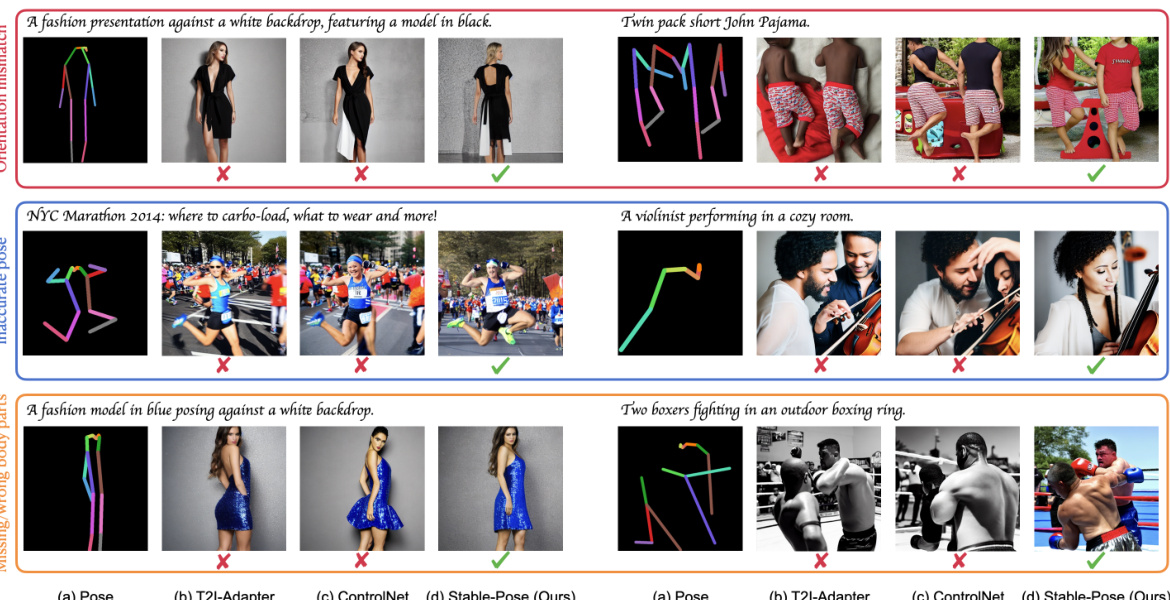 Orientation mismatch
A fashion presentation against a white backdrop, featuring a model in black.
Twin pack short John Pajama.
Inaccurate pose
NYC Marathon 2014: where to carbo-load, what to wear and more!
A violinist performing in a cozy room.
Missing/wrong body parts
A fashion model in blue posing against a white backdrop.
Two boxers fighting in an outdoor boxing ring.
(a) Pose (b) T2I-Adapter (c) ControlNet (d) Stable-Pose (Ours) (a) Pose (b) T2I-Adapter (c) ControlNet (d) Stable-Pose (Ours)